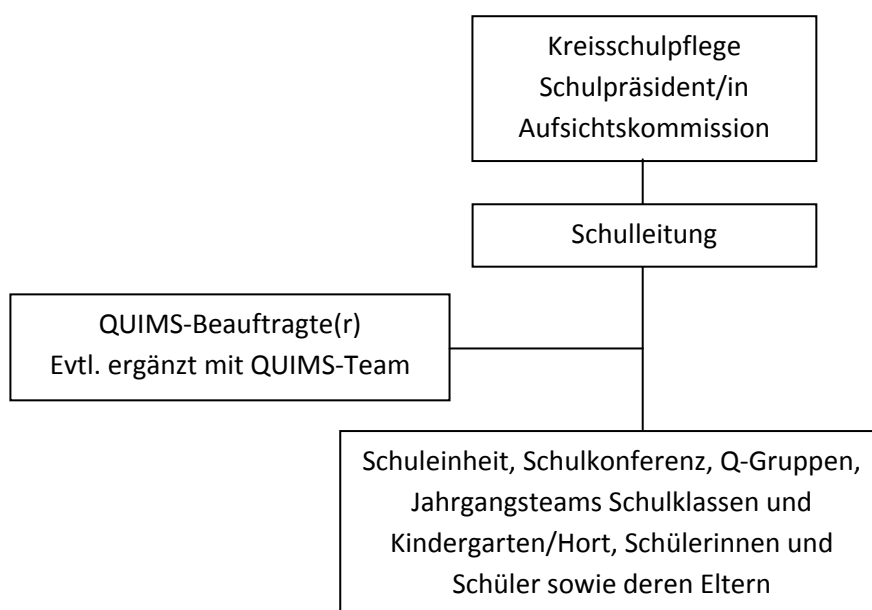 Kreisschulpflege
Schulpräsident/in
Aufsichtskommission
Schulleitung
QUIMS-Beauftragte(r)
Evtl. ergänzt mit QUIMS-Team
Schuleinheit, Schulkonferenz, Q-Gruppen,
Jahrgangsteams Schulklassen und
Kindergarten/Hort, Schülerinnen und
Schüler sowie deren Eltern